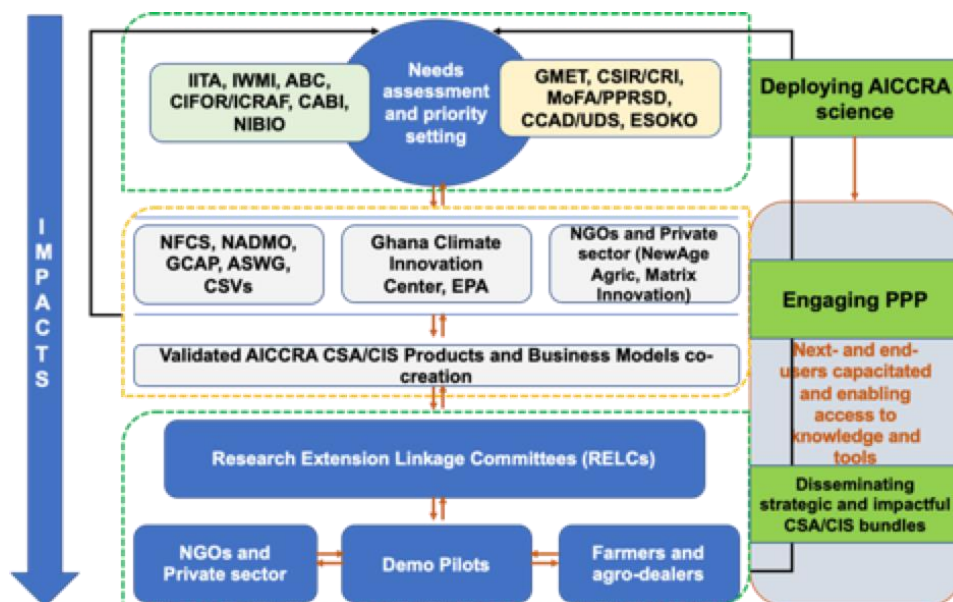 IITA, IWMI, ABC,
CIFOR/ICRAF, CABI,
NIBIO
Needs
assessment
and priority
setting
GMET, CSIR/CRI,
MoFA/PPRSD,
CCAD/UDS, ESOKO
Deploying AICCRA
science
IMPACTS
NFCS, NADMO,
GCAP, ASWG,
CSVs
Ghana Climate
Innovation
Center, EPA
NGOs and Private
sector (NewAge
Agric, Matrix
Innovation)
Engaging PPP
Validated AICCRA CSA/CIS Products and Business Models co-
creation
Next- and end-
users capacitated
and enabling
access to
knowledge and
tools
Research Extension Linkage Committees (RELCs)
Disseminating
strategic and impactful
CSA/CIS bundles
NGOs and
Private sector
Demo Pilots
Farmers and
agro-dealers